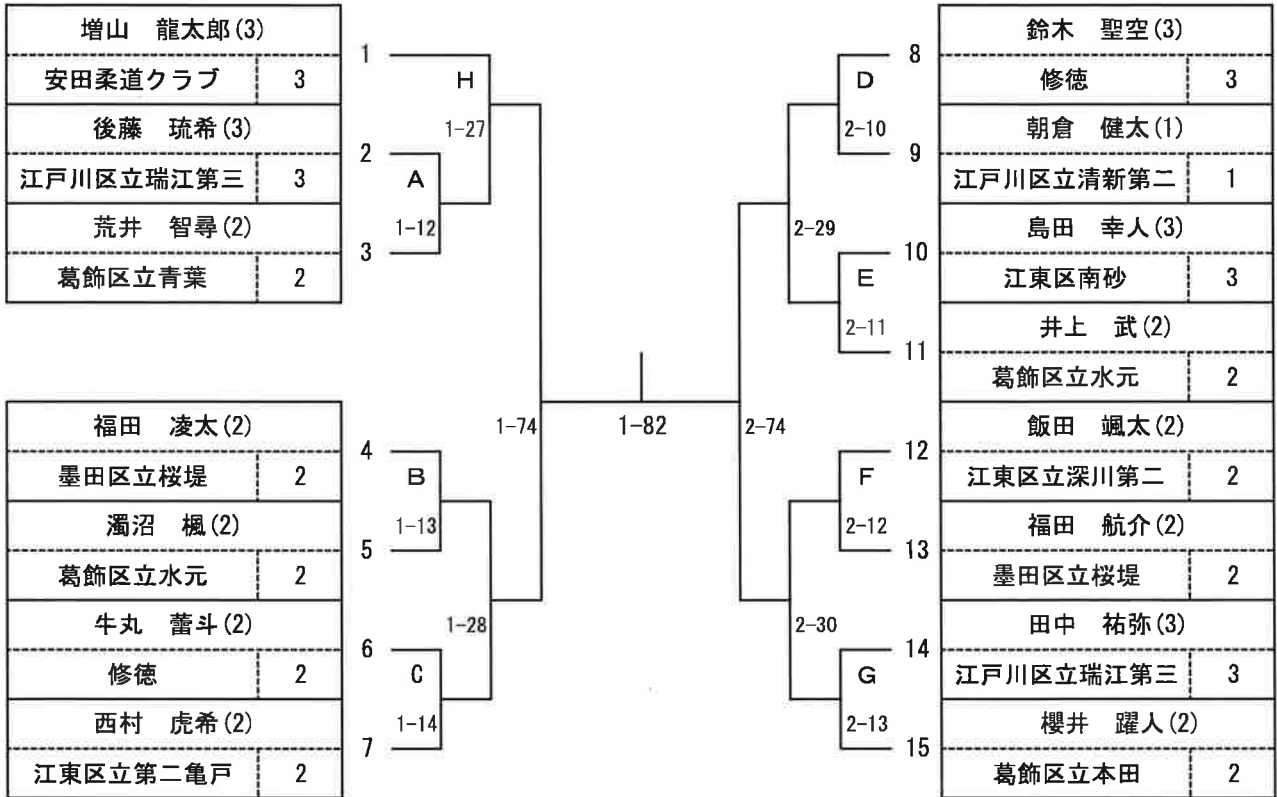 増山 龍太郎(3)
安田柔道クラブ 3
後藤 琉希(3)
江戸川区立瑞江第三 3
荒井 智尋(2)
葛飾区立青葉 2
福田 凌太(2)
墨田区立桜堤 2
濁沼 楓(2)
葛飾区立水元 2
牛丸 蕾斗(2)
修徳 2
西村 虎希(2)
江東区立第二亀戸 2
1
2
3
4
5
6
7
H
1-27
A
1-12
B
1-13
1-28
C
1-14
1-74
1-82
2-74
D
2-10
2-29
E
2-11
F
2-12
2-30
G
2-13
8
9
10
11
12
13
14
15
鈴木 聖空(3)
修徳 3
朝倉 健太(1)
江戸川区立清新第二 1
島田 幸人(3)
江東区南砂 3
井上 武(2)
葛飾区立水元 2
飯田 颯太(2)
江東区立深川第二 2
福田 航介(2)
墨田区立桜堤 2
田中 祐弥(3)
江戸川区立瑞江第三 3
櫻井 躍人(2)
葛飾区立本田 2